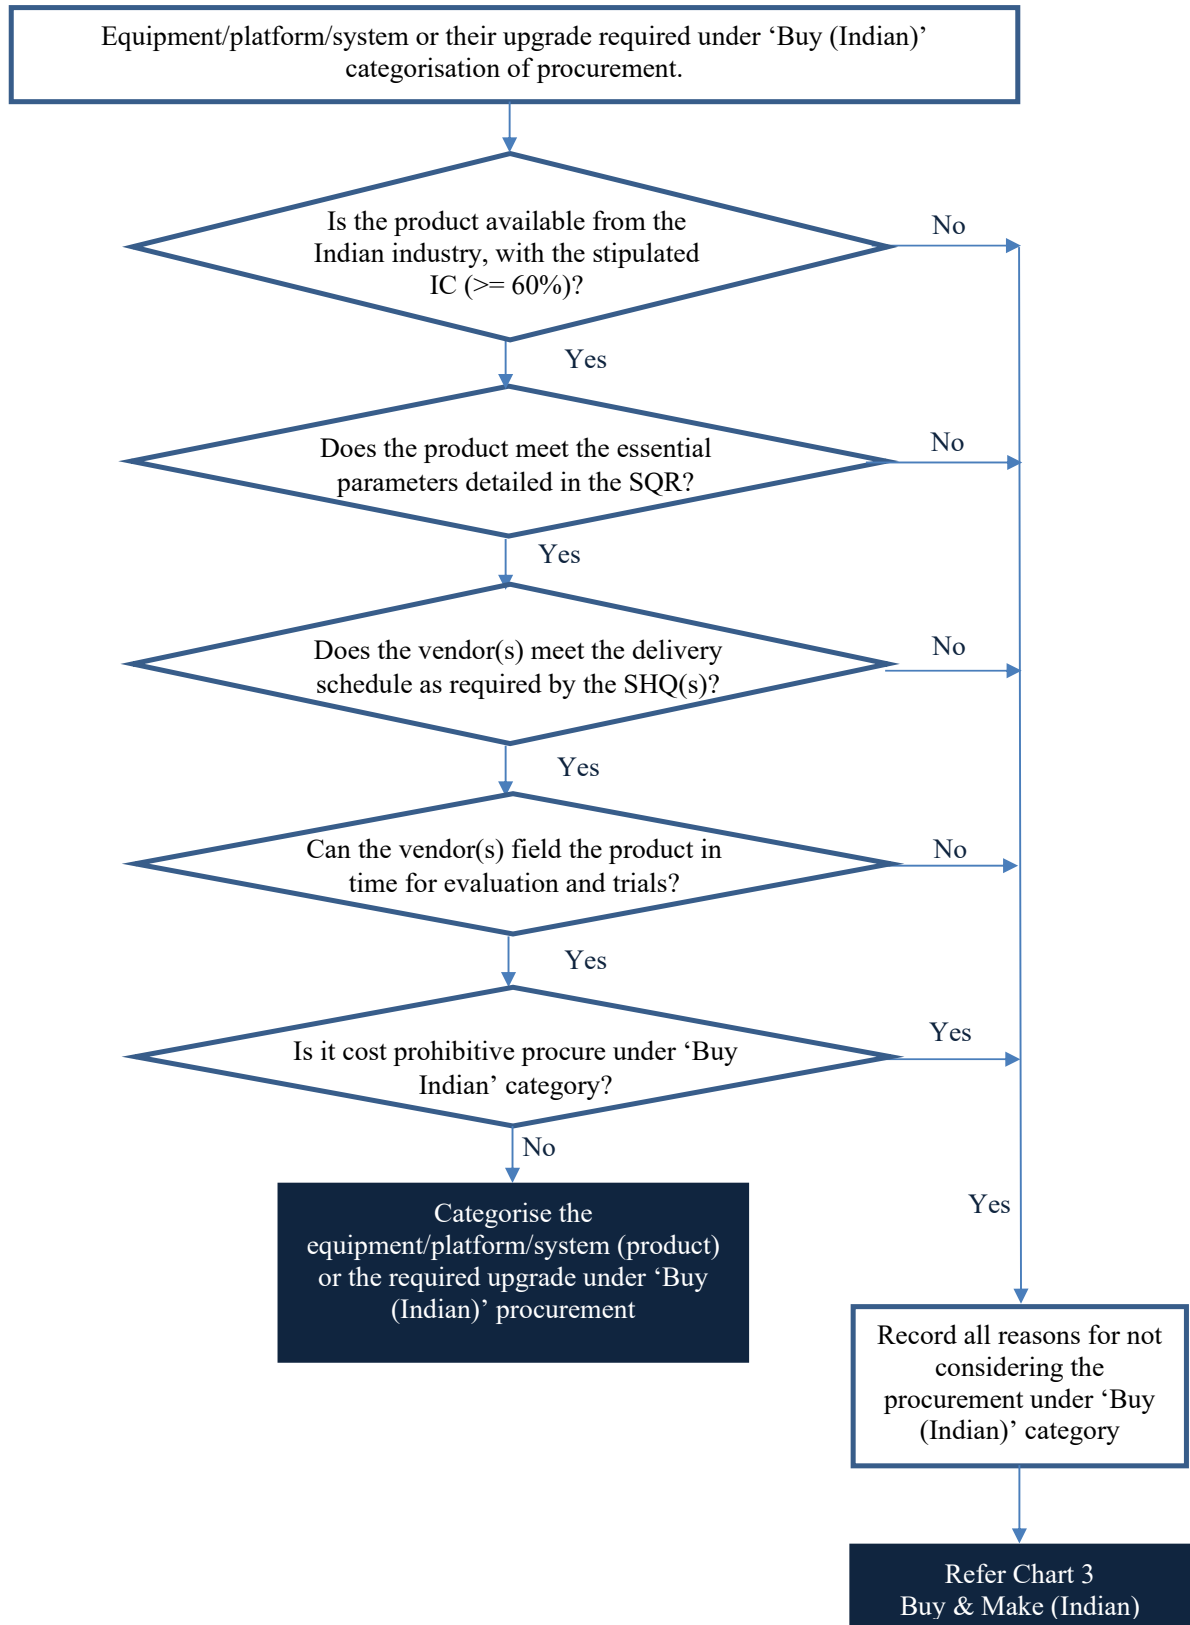 Equipment/platform/system or their upgrade required under ‘Buy (Indian)’
categorisation of procurement.
Is the product available from the
Indian industry, with the stipulated
IC (>= 60%)?
No
Yes
Does the product meet the essential
parameters detailed in the SQR?
No
Yes
Does the vendor(s) meet the delivery
schedule as required by the SHQ(s)?
No
Yes
Can the vendor(s) field the product in
time for evaluation and trials?
No
Yes
Is it cost prohibitive procure under ‘Buy
Indian’ category?
Yes
No
Categorise the
equipment/platform/system (product)
or the required upgrade under ‘Buy
(Indian)’ procurement
Yes
Record all reasons for not
considering the
procurement under ‘Buy
(Indian)’ category
Refer Chart 3
Buy & Make (Indian)